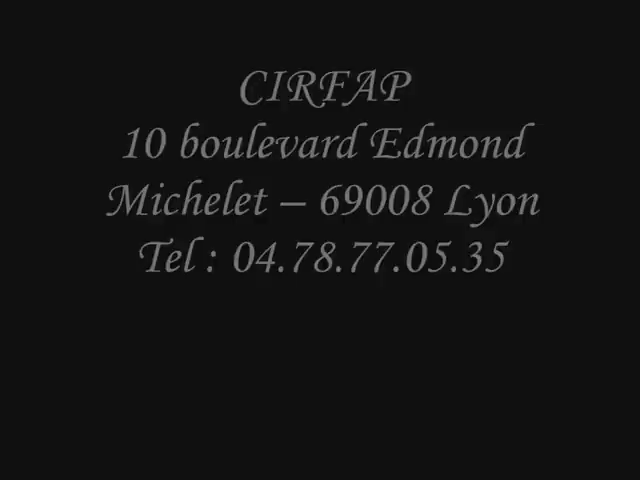 CIRFAP
10 boulevard Edmond
Michelet – 69008 Lyon
Tel : 04.78.77.05.35